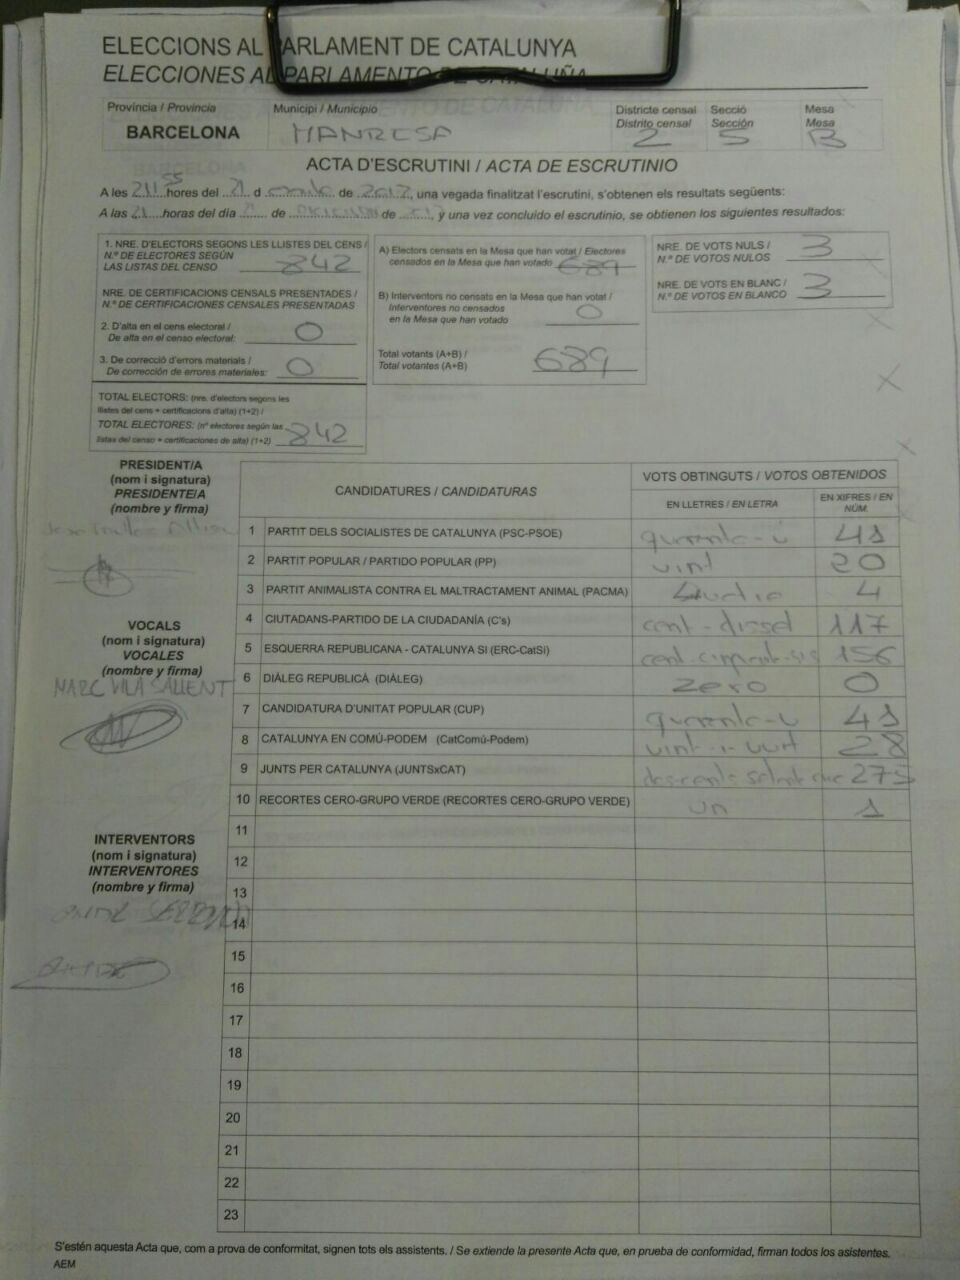 ELECCIONS AL PARLAMENT DE CATALUNYA
ELECCIONES AL PARLAMENTO DE CATALUÑA
Província / Provincia
BARCELONA
Municipi / Municipio
MANRESA
Districte censal
Distrito censal
2
Secció
Sección
5
Mesa
Mesa
B
ACTA D'ESCRUTINI / ACTA DE ESCRUTINIO
A les 21:55 hores del 21 d de 2017, una vegada finalitzat l'escrutini, s'obtenen els resultats següents:
A las 21 horas del día de de , y una vez concluido el escrutinio, se obtienen los siguientes resultados:
1. NRE. D'ELECTORS SEGONS LES LLISTES DEL CENS /
N.º DE ELECTORES SEGÚN
LAS LISTAS DEL CENSO 842
NRE. DE CERTIFICACIONS CENSALS PRESENTADES /
N.º DE CERTIFICACIONES CENSALES PRESENTADAS
2. D'alta en el cens electoral /
De alta en el censo electoral: 0
3. De correcció d'errors materials /
De corrección de errores materiales: 0
TOTAL ELECTORS: (nre. d'electors segons les
llistes del cens + certificacions d'alta) (1+2) /
TOTAL ELECTORES: (nº electores según las
listas del censo + certificaciones de alta) (1+2) 842
A) Electors censats en la Mesa que han votat / Electores
censados en la Mesa que han votado 689
B) Interventors no censats en la Mesa que han votat /
Interventores no censados
en la Mesa que han votado 0
Total votants (A+B) /
Total votantes (A+B) 689
NRE. DE VOTS NULS /
N.º DE VOTOS NULOS 3
NRE. DE VOTS EN BLANC /
N.º DE VOTOS EN BLANCO 3
PRESIDENT/A
(nom i signatura)
PRESIDENTE/A
(nombre y firma)
VOCALS
(nom i signatura)
VOCALES
(nombre y firma)
MARC VILA SALLENT
INTERVENTORS
(nom i signatura)
INTERVENTORES
(nombre y firma)
CANDIDATURES / CANDIDATURAS
VOTS OBTINGUTS / VOTOS OBTENIDOS
EN LLETRES / EN LETRA
EN XIFRES / EN NÚM.
1 PARTIT DELS SOCIALISTES DE CATALUNYA (PSC-PSOE) quranta-u 41
2 PARTIT POPULAR / PARTIDO POPULAR (PP) vint 20
3 PARTIT ANIMALISTA CONTRA EL MALTRACTAMENT ANIMAL (PACMA) 4
4 CIUTADANS-PARTIDO DE LA CIUDADANÍA (C's) cent-disset 117
5 ESQUERRA REPUBLICANA - CATALUNYA SI (ERC-CatSi) 156
6 DIÀLEG REPUBLICÀ (DIÀLEG) zero 0
7 CANDIDATURA D'UNITAT POPULAR (CUP) quranta-u 41
8 CATALUNYA EN COMÚ-PODEM (CatComú-Podem) vint-i-vuit 28
9 JUNTS PER CATALUNYA (JUNTSxCAT) 275
10 RECORTES CERO-GRUPO VERDE (RECORTES CERO-GRUPO VERDE) un 1
11
12
13
14
15
16
17
18
19
20
21
22
23
S'estén aquesta Acta que, com a prova de conformitat, signen tots els assistents. / Se extiende la presente Acta que, en prueba de conformidad, firman todos los asistentes.
AEM